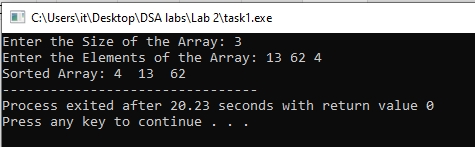 C:\Users\it\Desktop\DSA labs\Lab 2\task1.exe
Enter the Size of the Array: 3
Enter the Elements of the Array: 13 62 4
Sorted Array: 4  13  62
--------------------------------
Process exited after 20.23 seconds with return value 0
Press any key to continue . . .